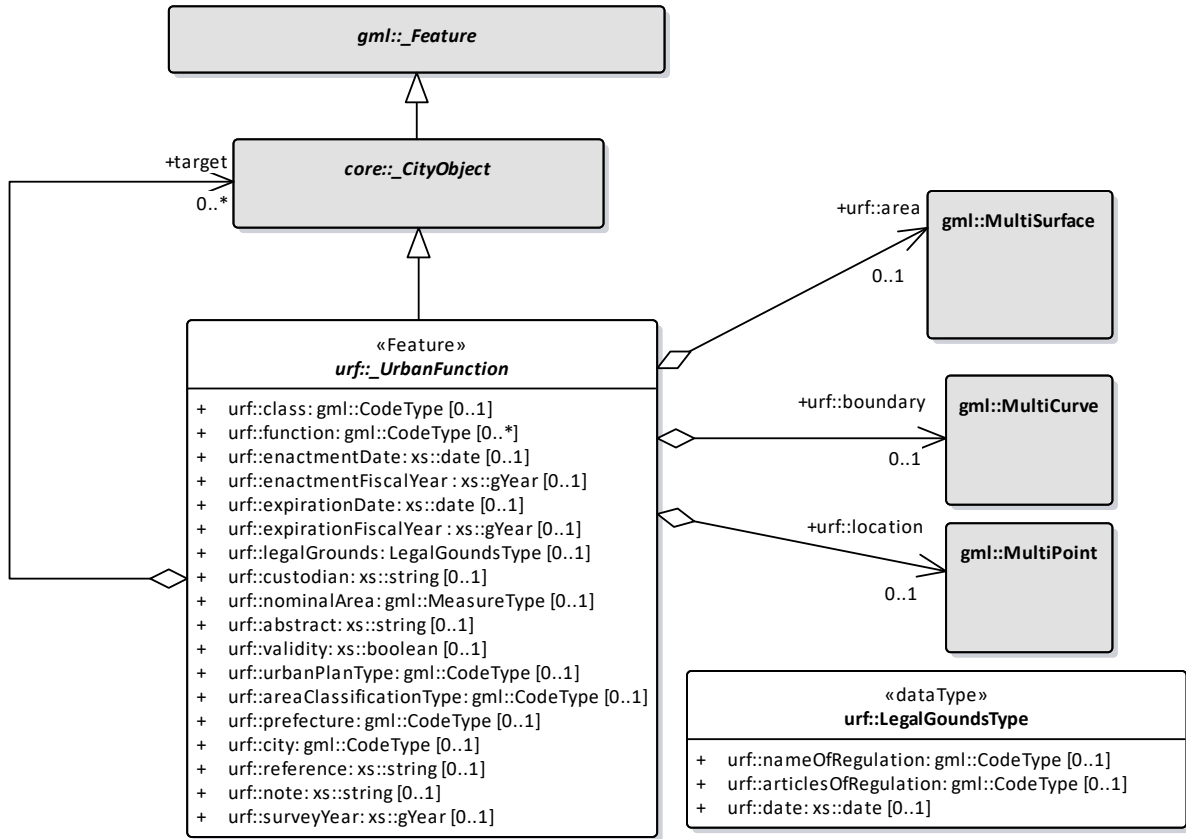 gml::_Feature
+target
core::_CityObject
0..*
+urf::area
gml::MultiSurface
0..1
«Feature»
urf::_UrbanFunction
+ urf::class: gml::CodeType [0..1]
+ urf::function: gml::CodeType [0..*]
+ urf::enactmentDate: xs::date [0..1]
+ urf::enactmentFiscalYear : xs::gYear [0..1]
+ urf::expirationDate: xs::date [0..1]
+ urf::expirationFiscalYear : xs::gYear [0..1]
+ urf::legalGrounds: LegalGoundsType [0..1]
+ urf::custodian: xs::string [0..1]
+ urf::nominalArea: gml::MeasureType [0..1]
+ urf::abstract: xs::string [0..1]
+ urf::validity: xs::boolean [0..1]
+ urf::urbanPlanType: gml::CodeType [0..1]
+ urf::areaClassificationType: gml::CodeType [0..1]
+ urf::prefecture: gml::CodeType [0..1]
+ urf::city: gml::CodeType [0..1]
+ urf::reference: xs::string [0..1]
+ urf::note: xs::string [0..1]
+ urf::surveyYear: xs::gYear [0..1]
+urf::boundary
gml::MultiCurve
0..1
+urf::location
gml::MultiPoint
0..1
«dataType»
urf::LegalGoundsType
+ urf::nameOfRegulation: gml::CodeType [0..1]
+ urf::articlesOfRegulation: gml::CodeType [0..1]
+ urf::date: xs::date [0..1]